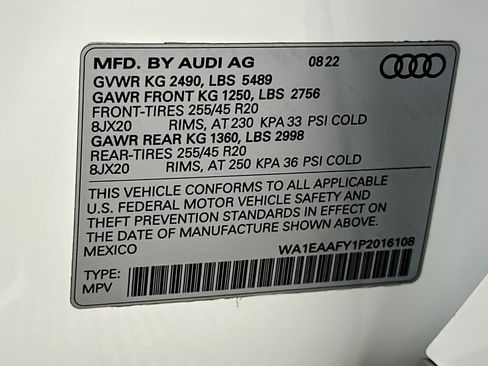 MFD. BY AUDI AG 08 22
GVWR KG 2490, LBS 5489
GAWR FRONT KG 1250, LBS 2756
FRONT-TIRES 255/45 R20
8JX20 RIMS, AT 230 KPA 33 PSI COLD
GAWR REAR KG 1360, LBS 2998
REAR-TIRES 255/45 R20
8JX20 RIMS, AT 250 KPA 36 PSI COLD
THIS VEHICLE CONFORMS TO ALL APPLICABLE
U.S. FEDERAL MOTOR VEHICLE SAFETY AND
THEFT PREVENTION STANDARDS IN EFFECT ON
THE DATE OF MANUFACTURE SHOWN ABOVE.
MEXICO WA1EAAFY1P2016108
TYPE:
MPV